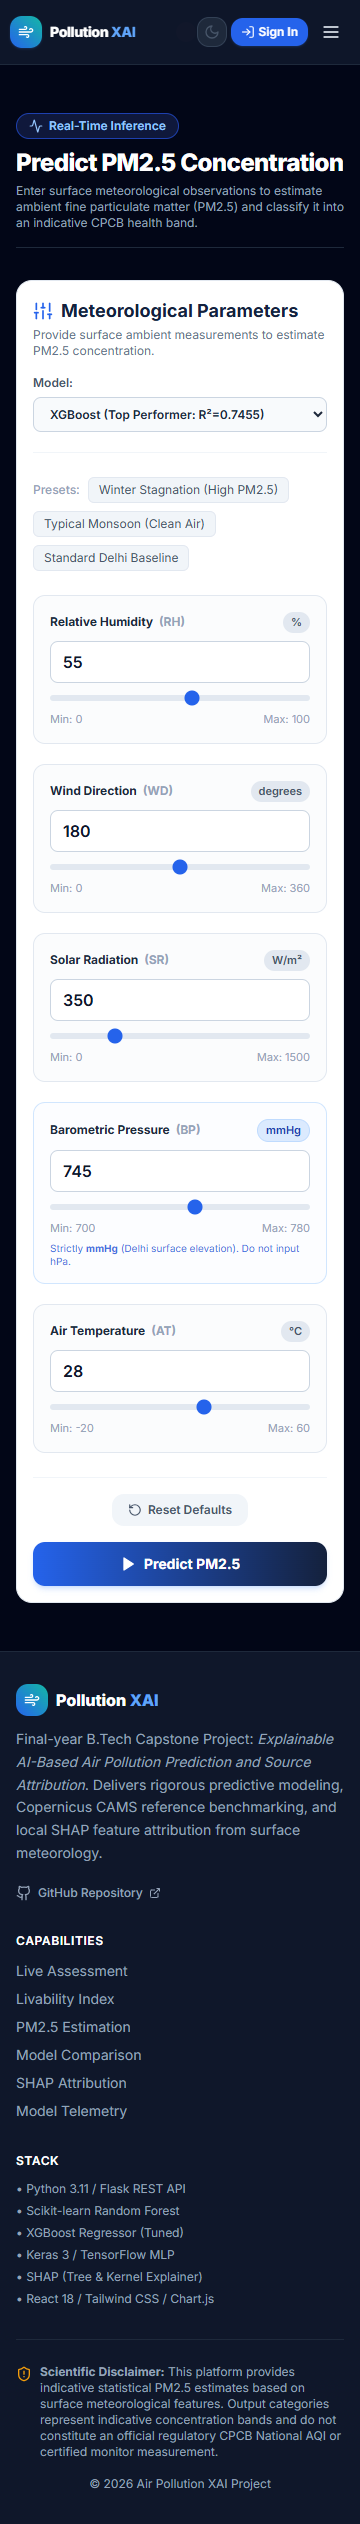 Pollution XAI
Sign In
Real-Time Inference
Predict PM2.5 Concentration
Enter surface meteorological observations to estimate
ambient fine particulate matter (PM2.5) and classify it into
an indicative CPCB health band.
Meteorological Parameters
Provide surface ambient measurements to estimate
PM2.5 concentration.
Model:
XGBoost (Top Performer: R²=0.7455)
Presets: Winter Stagnation (High PM2.5)
Typical Monsoon (Clean Air)
Standard Delhi Baseline
Relative Humidity (RH) %
55
Min: 0 Max: 100
Wind Direction (WD) degrees
180
Min: 0 Max: 360
Solar Radiation (SR) W/m²
350
Min: 0 Max: 1500
Barometric Pressure (BP) mmHg
745
Min: 700 Max: 780
Strictly mmHg (Delhi surface elevation). Do not input
hPa.
Air Temperature (AT) °C
28
Min: -20 Max: 60
Reset Defaults
Predict PM2.5
Pollution XAI
Final-year B.Tech Capstone Project: Explainable
AI-Based Air Pollution Prediction and Source
Attribution. Delivers rigorous predictive modeling,
Copernicus CAMS reference benchmarking, and
local SHAP feature attribution from surface
meteorology.
GitHub Repository
CAPABILITIES
Live Assessment
Livability Index
PM2.5 Estimation
Model Comparison
SHAP Attribution
Model Telemetry
STACK
• Python 3.11 / Flask REST API
• Scikit-learn Random Forest
• XGBoost Regressor (Tuned)
• Keras 3 / TensorFlow MLP
• SHAP (Tree & Kernel Explainer)
• React 18 / Tailwind CSS / Chart.js
Scientific Disclaimer: This platform provides
indicative statistical PM2.5 estimates based on
surface meteorological features. Output categories
represent indicative concentration bands and do not
constitute an official regulatory CPCB National AQI or
certified monitor measurement.
© 2026 Air Pollution XAI Project